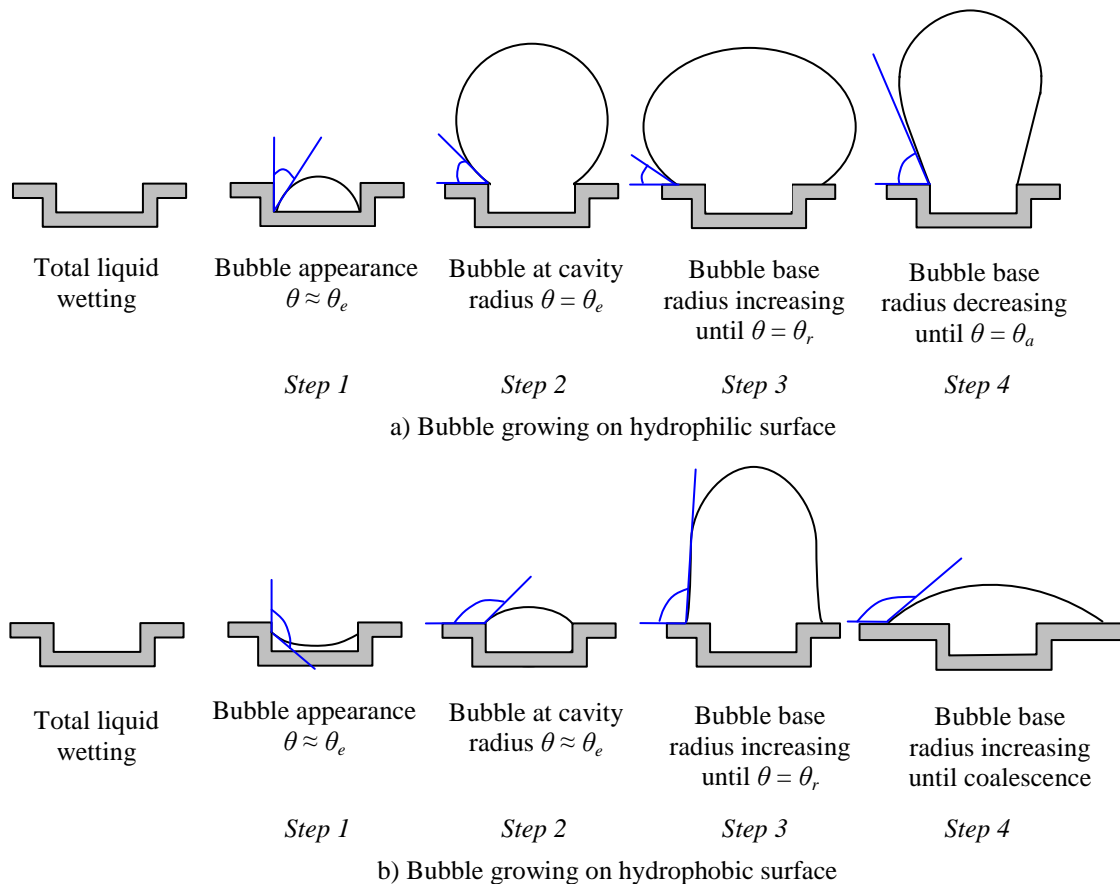 Total liquid
wetting
Bubble appearance
θ ≈ θe
Bubble at cavity
radius θ = θe
Bubble base
radius increasing
until θ = θr
Bubble base
radius decreasing
until θ = θa
Step 1
Step 2
Step 3
Step 4
a) Bubble growing on hydrophilic surface
Total liquid
wetting
Bubble appearance
θ ≈ θe
Bubble at cavity
radius θ ≈ θe
Bubble base
radius increasing
until θ = θr
Bubble base
radius increasing
until coalescence
Step 1
Step 2
Step 3
Step 4
b) Bubble growing on hydrophobic surface